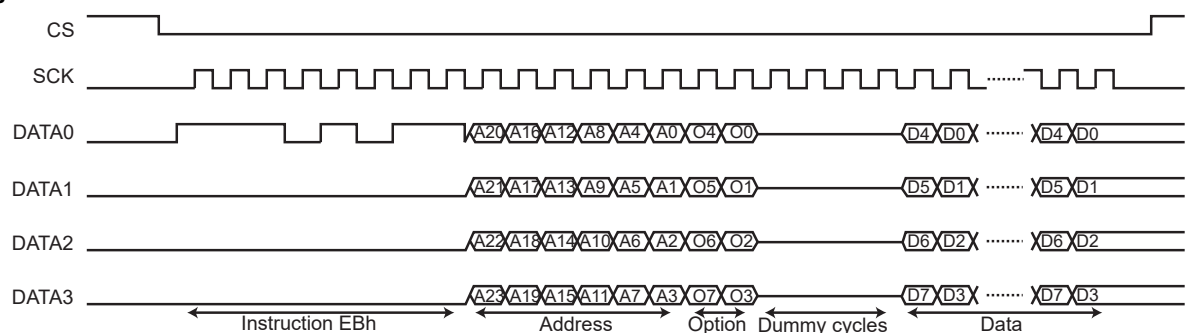 CS
SCK
DATA0 A20 A16 A12 A8 A4 A0 O4 O0 D4 D0 D4 D0
DATA1 A21 A17 A13 A9 A5 A1 O5 O1 D5 D1 D5 D1
DATA2 A22 A18 A14 A10 A6 A2 O6 O2 D6 D2 D6 D2
DATA3 A23 A19 A15 A11 A7 A3 O7 O3 D7 D3 D7 D3
Instruction EBh Address Option Dummy cycles Data